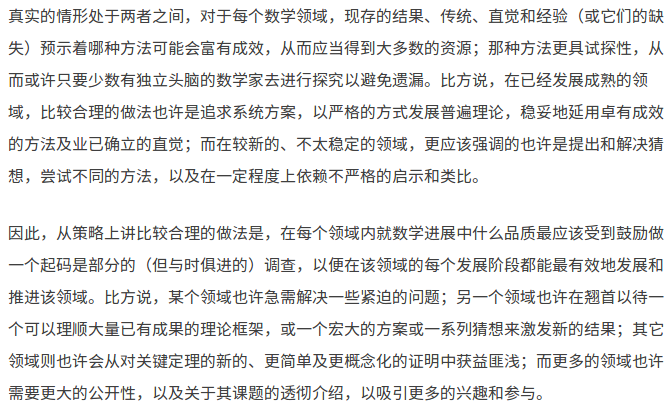 真实的情形处于两者之间，对于每个数学领域，现存的结果、传统、直觉和经验（或它们的缺
失）预示着哪种方法可能会富有成效，从而应当得到大多数的资源；那种方法更具试探性，从
而或许只要少数有独立头脑的数学家去进行探究以避免遗漏。比方说，在已经发展成熟的领
域，比较合理的做法也许是追求系统方案，以严格的方式发展普遍理论，稳妥地延用卓有成效
的方法及业已确立的直觉；而在较新的、不太稳定的领域，更应该强调的也许是提出和解决猜
想，尝试不同的方法，以及在一定程度上依赖不严格的启示和类比。
因此，从策略上讲比较合理的做法是，在每个领域内就数学进展中什么品质最应该受到鼓励做
一个起码是部分的（但与时俱进的）调查，以便在该领域的每个发展阶段都能最有效地发展和
推进该领域。比方说，某个领域也许急需解决一些紧迫的问题；另一个领域也许在翘首以待一
个可以理顺大量已有成果的理论框架，或一个宏大的方案或一系列猜想来激发新的结果；其它
领域则也许会从对关键定理的新的、更简单及更概念化的证明中获益匪浅；而更多的领域也许
需要更大的公开性，以及关于其课题的透彻介绍，以吸引更多的兴趣和参与。